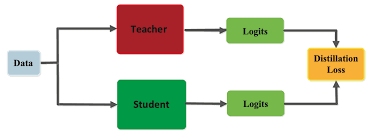 Teacher
Logits
Data
Distillation
Loss
Student
Logits